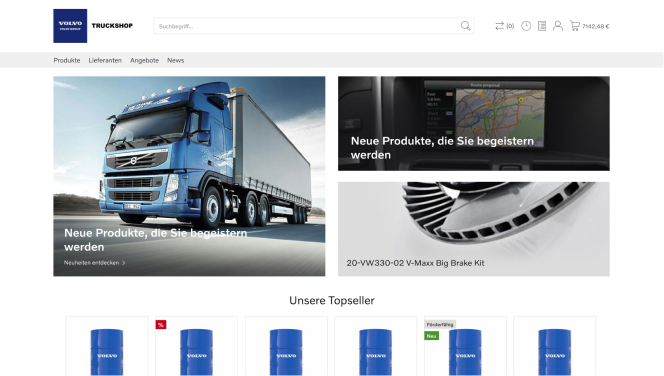 VOLVO
VOLVO GROUP
TRUCKSHOP
Suchbegriff...
(0)
7142,48 €
Produkte
Lieferanten
Angebote
News
Neue Produkte, die Sie begeistern
werden
Neuheiten entdecken
Neue Produkte, die Sie begeistern
werden
20-VW330-02 V-Maxx Big Brake Kit
Unsere Topseller
%
Förderfähig
Neu
VOLVO
VOLVO
VOLVO
VOLVO
VOLVO
VOLVO